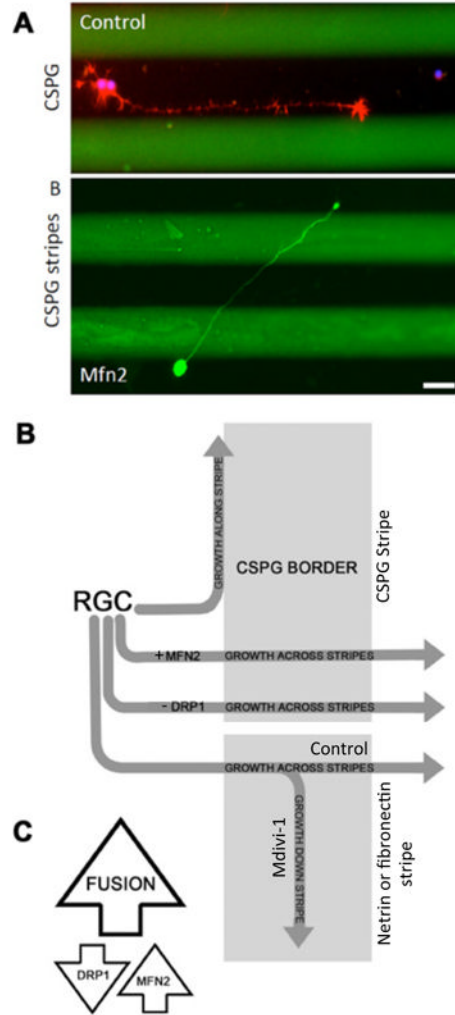 A
Control
CSPG
B
CSPG stripes
Mfn2
B
GROWTH ALONG STRIPE
CSPG BORDER
CSPG Stripe
RGC
+MFN2
GROWTH ACROSS STRIPES
- DRP1
GROWTH ACROSS STRIPES
Control
GROWTH ACROSS STRIPES
Mdivi-1
GROWTH DOWN STRIPE
Netrin or fibronectin
stripe
C
FUSION
DRP1
MFN2